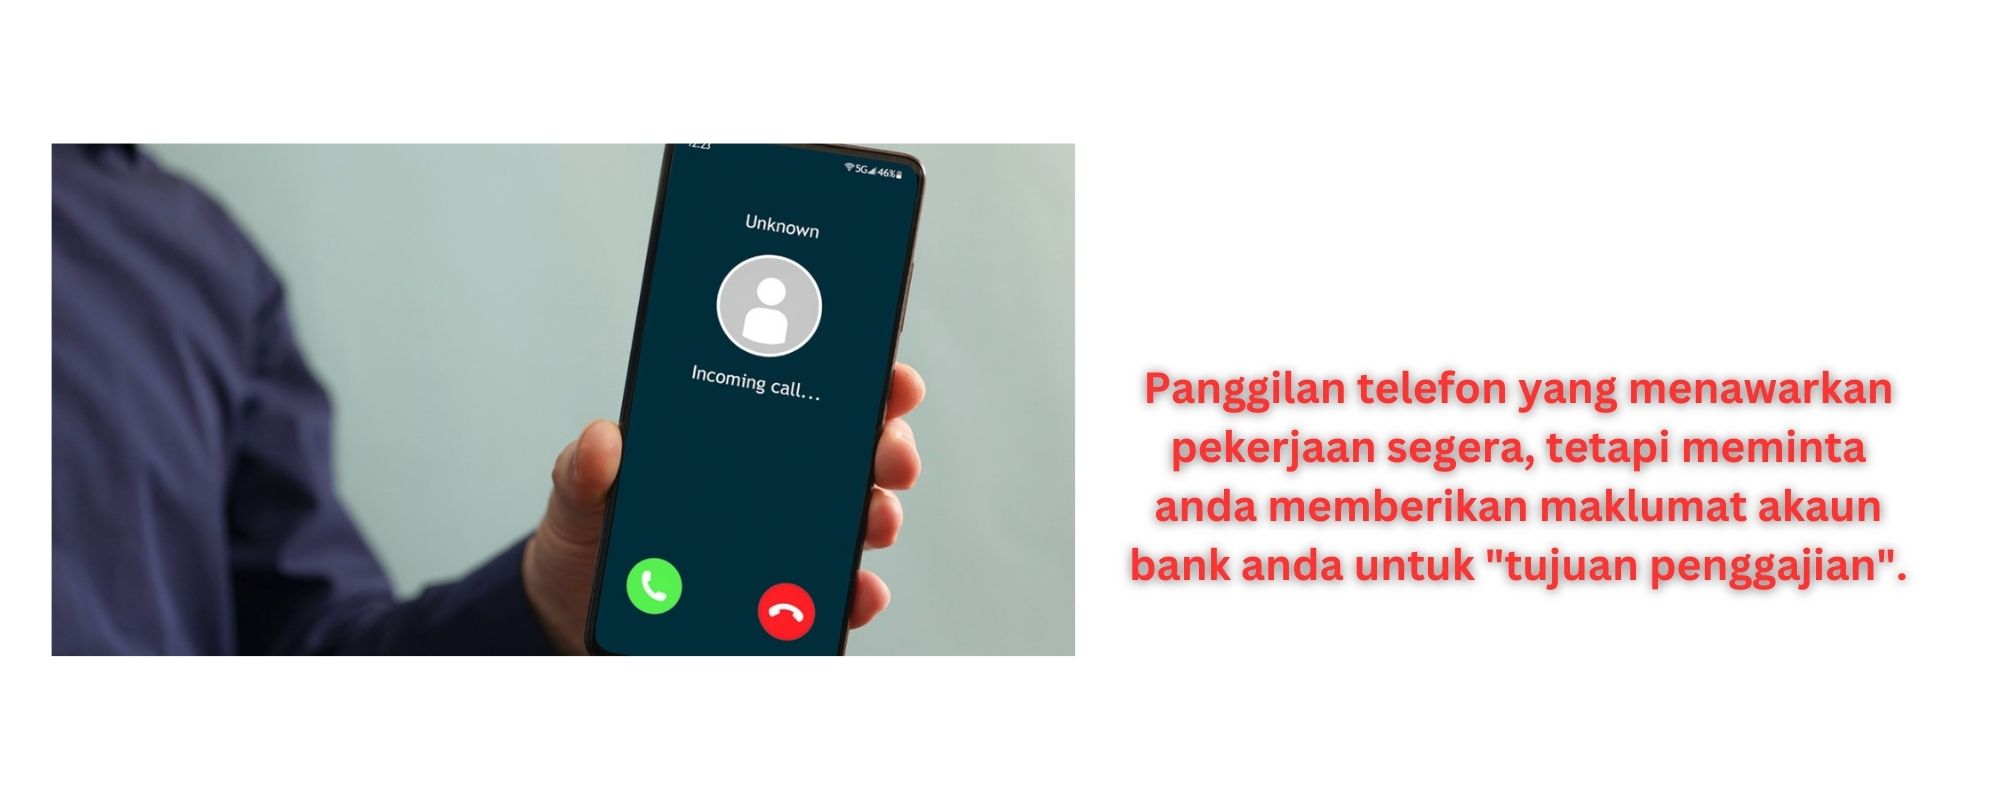 12:23
5G 46%
Unknown
Incoming call...
Panggilan telefon yang menawarkan
pekerjaan segera, tetapi meminta
anda memberikan maklumat akaun
bank anda untuk "tujuan penggajian".